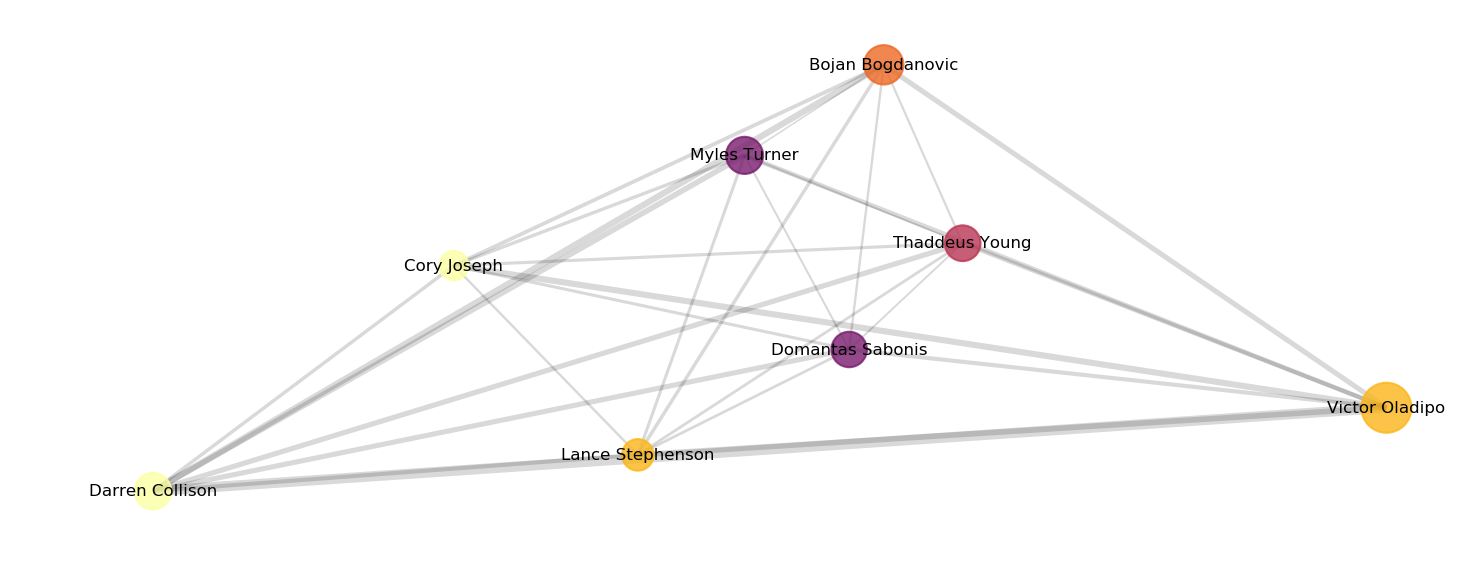 Bojan Bogdanovic
Myles Turner
Thaddeus Young
Cory Joseph
Domantas Sabonis
Victor Oladipo
Lance Stephenson
Darren Collison